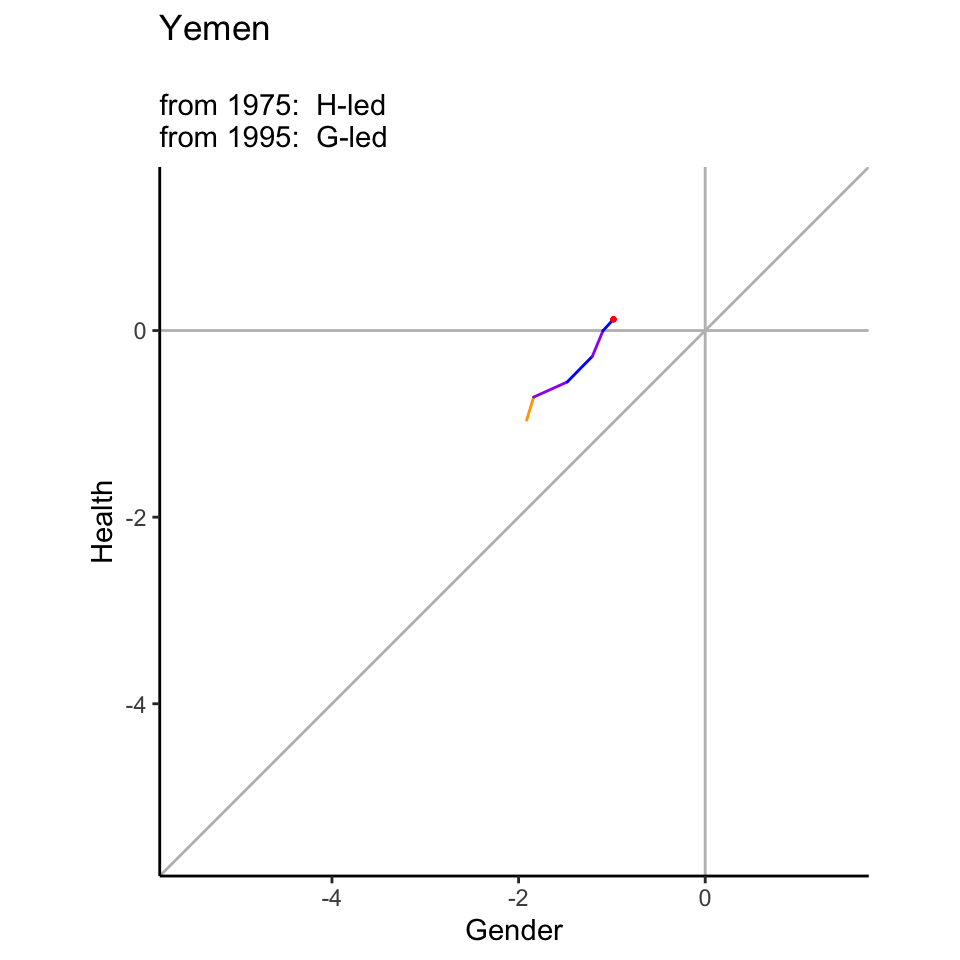 Yemen
from 1975:  H-led
from 1995:  G-led
0
-2
-4
Health
-4
-2
0
Gender